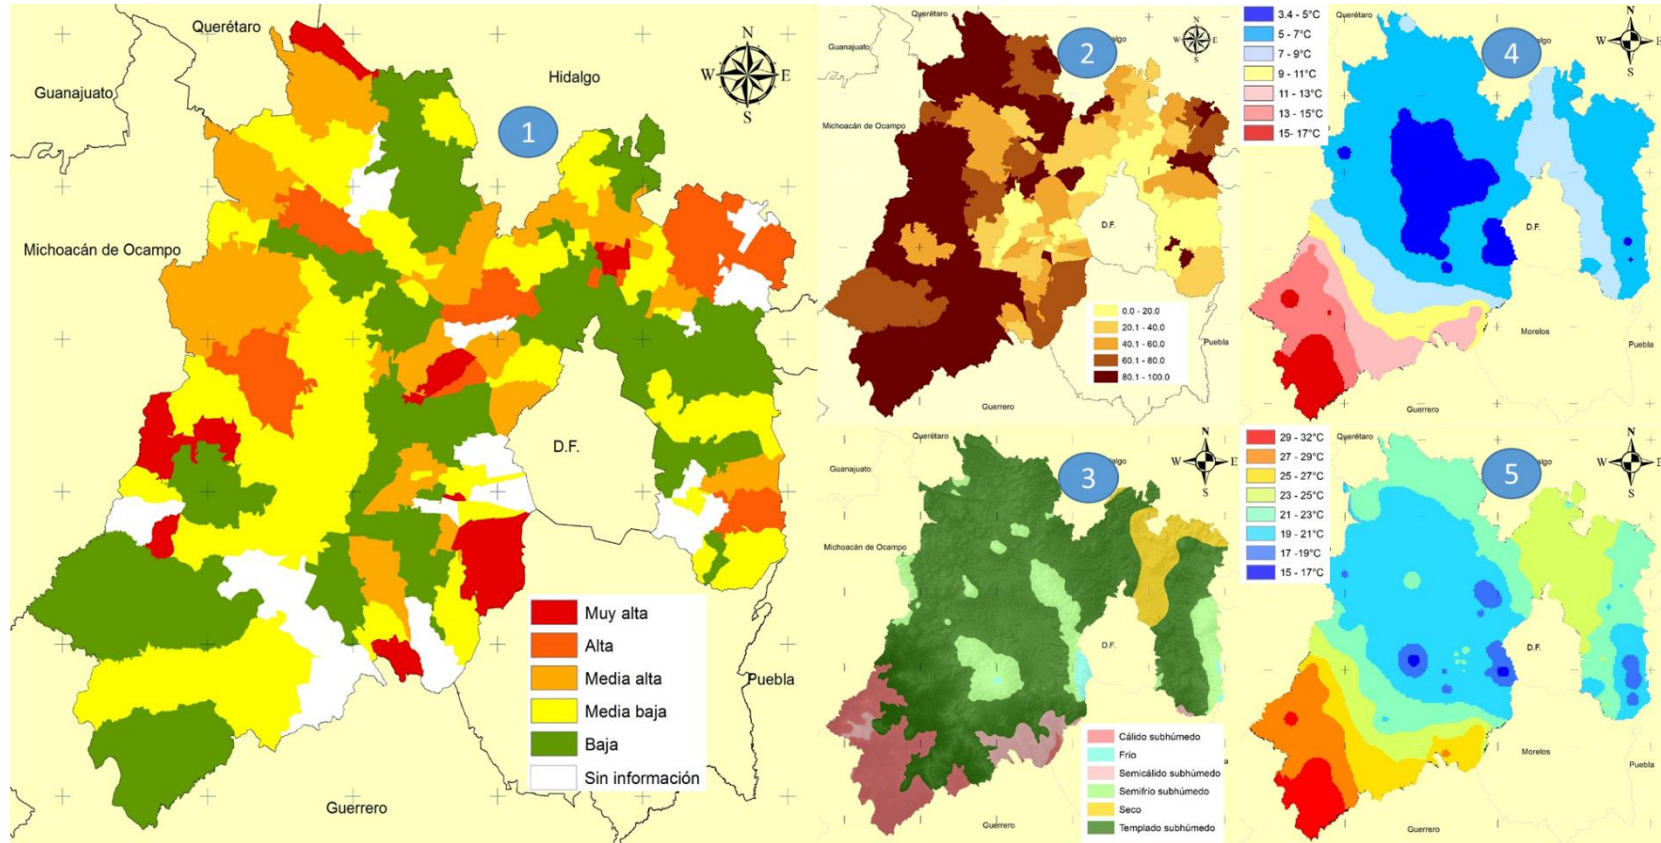 Querétaro
Guanajuato
Hidalgo
Michoacán de Ocampo
D.F.
Puebla
Guerrero
N
W
E
S
1
Muy alta
Alta
Media alta
Media baja
Baja
Sin información
Querétaro
Guanajuato
Michoacán de Ocampo
D.F.
Morelos
Puebla
Guerrero
N
W
E
S
2
0.0 - 20.0
20.1 - 40.0
40.1 - 60.0
60.1 - 80.0
80.1 - 100.0
Querétaro
Guanajuato
Michoacán de Ocampo
D.F.
Guerrero
N
W
E
S
3
Cálido subhúmedo
Frío
Semicálido subhúmedo
Semifrío subhúmedo
Seco
Templado subhúmedo
3.4 - 5°C
5 - 7°C
7 - 9°C
9 - 11°C
11 - 13°C
13 - 15°C
15- 17°C
Querétaro
4
N
W
E
S
D.F.
Morelos
Puebla
Guerrero
29 - 32°C
27 - 29°C
25 - 27°C
23 - 25°C
21 - 23°C
19 - 21°C
17 -19°C
15 - 17°C
Querétaro
5
N
W
E
S
D.F.
Morelos
Puebla
Guerrero